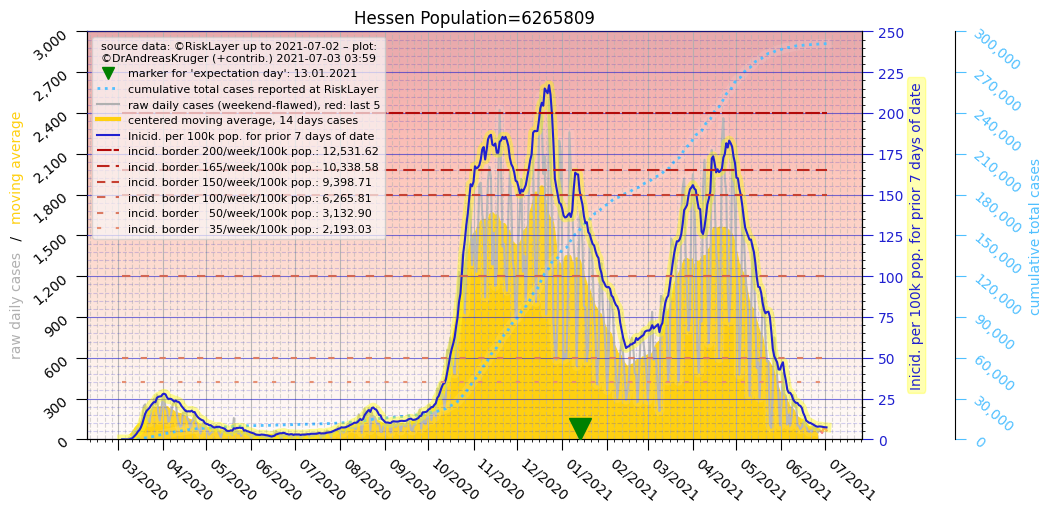 Hessen Population=6265809
source data: ©RiskLayer up to 2021-07-02 – plot:
©DrAndreasKruger (+contrib.) 2021-07-03 03:59
marker for 'expectation day': 13.01.2021
cumulative total cases reported at RiskLayer
raw daily cases (weekend-flawed), red: last 5
centered moving average, 14 days cases
Inicid. per 100k pop. for prior 7 days of date
incid. border 200/week/100k pop.: 12,531.62
incid. border 165/week/100k pop.: 10,338.58
incid. border 150/week/100k pop.: 9,398.71
incid. border 100/week/100k pop.: 6,265.81
incid. border 50/week/100k pop.: 3,132.90
incid. border 35/week/100k pop.: 2,193.03
raw daily cases / moving average
3,000
2,700
2,400
2,100
1,800
1,500
1,200
900
600
300
0
03/2020
04/2020
05/2020
06/2020
07/2020
08/2020
09/2020
10/2020
11/2020
12/2020
01/2021
02/2021
03/2021
04/2021
05/2021
06/2021
07/2021
250
225
200
175
150
125
100
75
50
25
0
Inicid. per 100k pop. for prior 7 days of date
300,000
270,000
240,000
210,000
180,000
150,000
120,000
90,000
60,000
30,000
0
cumulative total cases